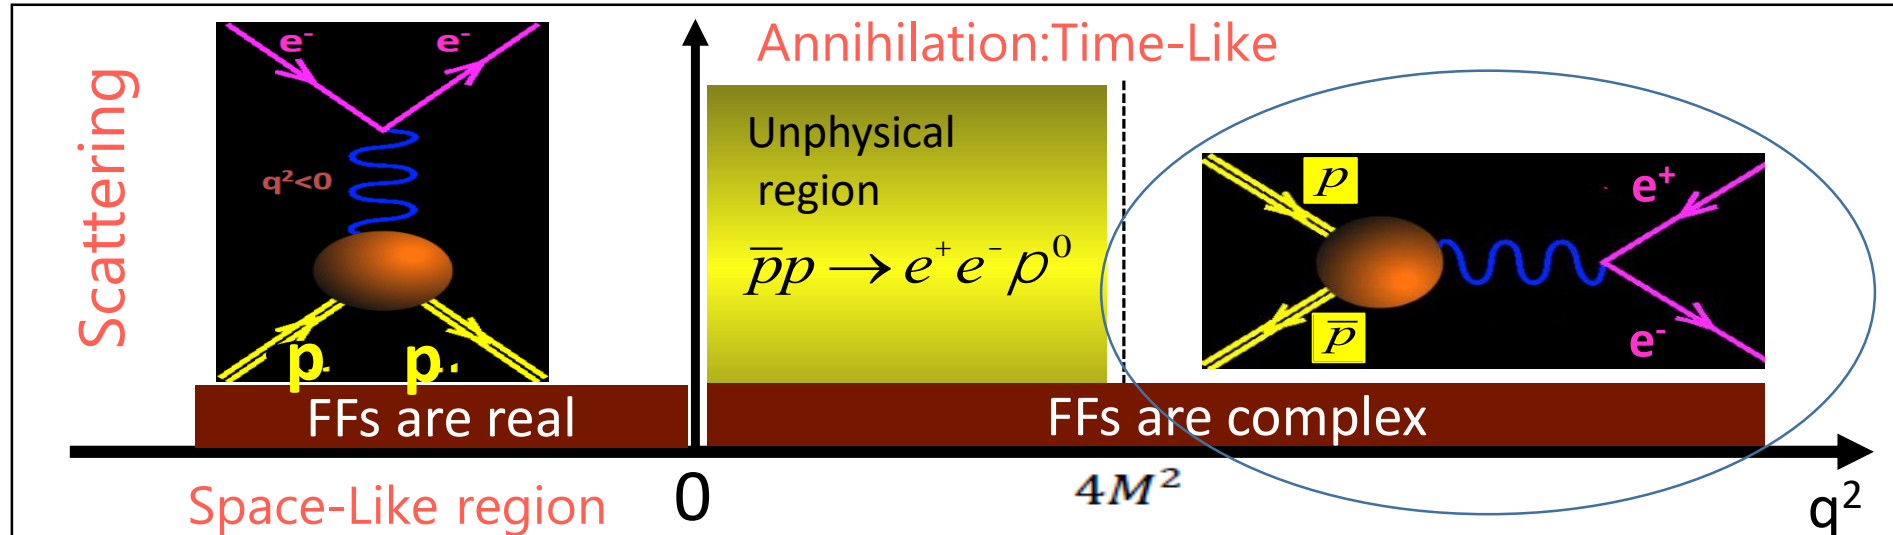 Scattering
e⁻ e⁻
q²<0
p p
FFs are real
Space-Like region
0
Annihilation:Time-Like
Unphysical
region
p̅p → e⁺ e⁻ p⁰
p
p̅
e⁺
e⁻
FFs are complex
4M²
q²